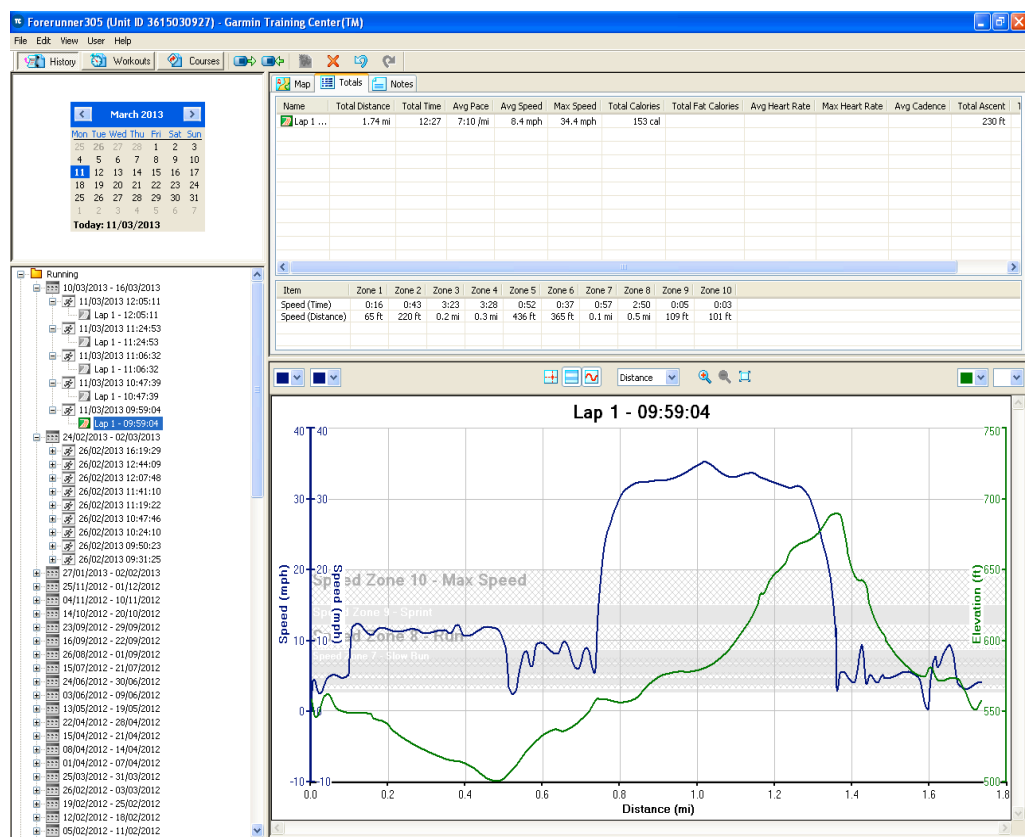 Forerunner305 (Unit ID 3615030927) - Garmin Training Center(TM)
File Edit View User Help
History Workouts Courses
March 2013
Mon Tue Wed Thu Fri Sat Sun
25 26 27 28 1 2 3
4 5 6 7 8 9 10
11 12 13 14 15 16 17
18 19 20 21 22 23 24
25 26 27 28 29 30 31
1 2 3 4 5 6 7
Today: 11/03/2013
Running
10/03/2013 - 16/03/2013
11/03/2013 12:05:11
Lap 1 - 12:05:11
11/03/2013 11:24:53
Lap 1 - 11:24:53
11/03/2013 11:06:32
Lap 1 - 11:06:32
11/03/2013 10:47:39
Lap 1 - 10:47:39
11/03/2013 09:59:04
Lap 1 - 09:59:04
24/02/2013 - 02/03/2013
26/02/2013 16:19:29
26/02/2013 12:44:09
26/02/2013 12:07:48
26/02/2013 11:41:10
26/02/2013 11:19:22
26/02/2013 10:47:46
26/02/2013 10:24:10
26/02/2013 09:50:23
26/02/2013 09:31:25
27/01/2013 - 02/02/2013
25/11/2012 - 01/12/2012
04/11/2012 - 10/11/2012
14/10/2012 - 20/10/2012
23/09/2012 - 29/09/2012
16/09/2012 - 22/09/2012
26/08/2012 - 01/09/2012
15/07/2012 - 21/07/2012
24/06/2012 - 30/06/2012
03/06/2012 - 09/06/2012
13/05/2012 - 19/05/2012
22/04/2012 - 28/04/2012
15/04/2012 - 21/04/2012
08/04/2012 - 14/04/2012
01/04/2012 - 07/04/2012
25/03/2012 - 31/03/2012
26/02/2012 - 03/03/2012
19/02/2012 - 25/02/2012
12/02/2012 - 18/02/2012
05/02/2012 - 11/02/2012
Map Totals Notes
Name Total Distance Total Time Avg Pace Avg Speed Max Speed Total Calories Total Fat Calories Avg Heart Rate Max Heart Rate Avg Cadence Total Ascent T
Lap 1 ... 1.74 mi 12:27 7:10 /mi 8.4 mph 34.4 mph 153 cal 230 ft
Item Zone 1 Zone 2 Zone 3 Zone 4 Zone 5 Zone 6 Zone 7 Zone 8 Zone 9 Zone 10
Speed (Time) 0:16 0:43 3:23 3:28 0:52 0:37 0:57 2:50 0:05 0:03
Speed (Distance) 65 ft 220 ft 0.2 mi 0.3 mi 436 ft 365 ft 0.1 mi 0.5 mi 109 ft 101 ft
Distance
Lap 1 - 09:59:04
40 40 750
30 30 700
20 20 650
Speed Zone 10 - Max Speed
Speed Zone 9 - Sprint
Speed Zone 8 - Run
10 10 600
Speed Zone 7 - Slow Run
0 0 550
-10 -10 500
Speed (mph)
Speed (mph)
Elevation (ft)
0.0 0.2 0.4 0.6 0.8 1.0 1.2 1.4 1.6 1.8
Distance (mi)